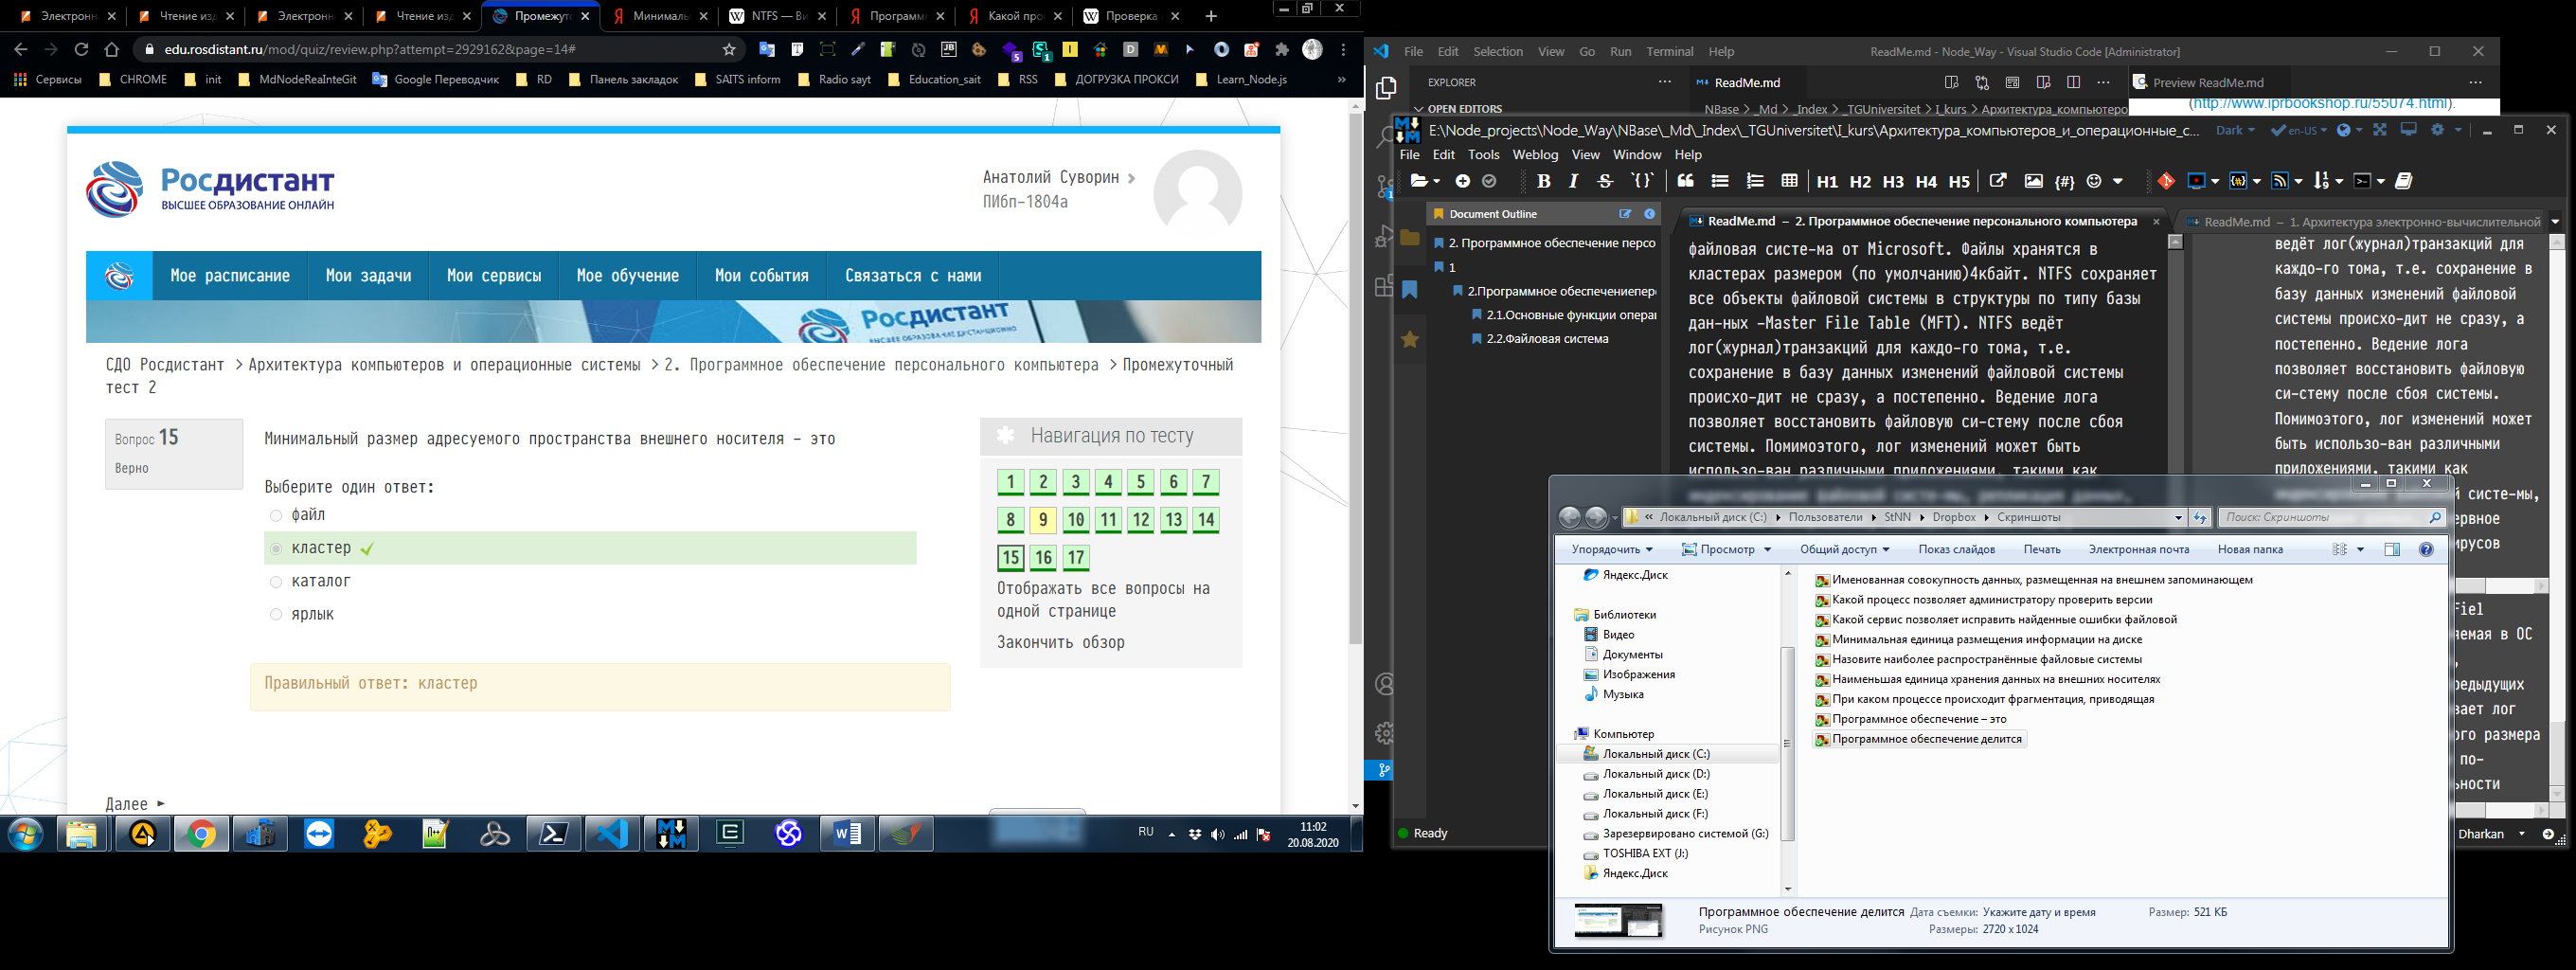 Электронн
Чтение изд
Электронн
Чтение изд
Промежуто
Минималь
NTFS — Ви
Программ
Какой про
Проверка
edu.rosdistant.ru/mod/quiz/review.php?attempt=2929162&page=14#
Сервисы
CHROME
init
MdNodeReaInteGit
Google Переводчик
RD
Панель закладок
SAITS inform
Radio sayt
Education_sait
RSS
ДОГРУЗКА ПРОКСИ
Learn_Node.js
Росдистант
ВЫСШЕЕ ОБРАЗОВАНИЕ ОНЛАЙН
Анатолий Суворин
ПИбп-1804а
Мое расписание
Мои задачи
Мои сервисы
Мое обучение
Мои события
Связаться с нами
Росдистант
СДО Росдистант > Архитектура компьютеров и операционные системы > 2. Программное обеспечение персонального компьютера > Промежуточный
тест 2
Вопрос 15
Верно
Минимальный размер адресуемого пространства внешнего носителя – это
Выберите один ответ:
файл
кластер
каталог
ярлык
Правильный ответ: кластер
Навигация по тесту
1 2 3 4 5 6 7
8 9 10 11 12 13 14
15 16 17
Отображать все вопросы на
одной странице
Закончить обзор
Далее ►
RU
11:02
20.08.2020
File Edit Selection View Go Run Terminal Help
ReadMe.md - Node_Way - Visual Studio Code [Administrator]
EXPLORER
OPEN EDITORS
ReadMe.md
Preview ReadMe.md
NBase > _Md > _Index > _TGUniversitet > I_kurs > Архитектура_компьютеро
(http://www.iprbookshop.ru/55074.html).
E:\Node_projects\Node_Way\NBase\_Md\_Index\_TGUniversitet\I_kurs\Архитектура_компьютеров_и_операционные_с...
Dark
en-US
File Edit Tools Weblog View Window Help
B I S H1 H2 H3 H4 H5
Document Outline
2. Программное обеспечение персо
1
2.Программное обеспечениепер
2.1.Основные функции опера
2.2.Файловая система
ReadMe.md – 2. Программное обеспечение персонального компьютера
ReadMe.md – 1. Архитектура электронно-вычислительной
файловая систе-ма от Microsoft. Файлы хранятся в
кластерах размером (по умолчанию)4кбайт. NTFS сохраняет
все объекты файловой системы в структуры по типу базы
дан-ных -Master File Table (MFT). NTFS ведёт
лог(журнал)транзакций для каждо-го тома, т.е.
сохранение в базу данных изменений файловой системы
происхо-дит не сразу, а постепенно. Ведение лога
позволяет восстановить файловую си-стему после сбоя
системы. Помимоэтого, лог изменений может быть
использо-ван различными приложениями, такими как
ведёт лог(журнал)транзакций для
каждо-го тома, т.е. сохранение в
базу данных изменений файловой
системы происхо-дит не сразу, а
постепенно. Ведение лога
позволяет восстановить файловую
си-стему после сбоя системы.
Помимоэтого, лог изменений может
быть использо-ван различными
приложениями, такими как
й систе-мы,
ервное
ирусов
Fiel
яемая в ОС
редыдущих
вает лог
ого размера
по-
ьности
Ready
Dharkan
Локальный диск (C:) Пользователи StNN Dropbox Скриншоты
Поиск: Скриншоты
Упорядочить
Просмотр
Общий доступ
Показ слайдов
Печать
Электронная почта
Новая папка
Яндекс.Диск
Библиотеки
Видео
Документы
Изображения
Музыка
Компьютер
Локальный диск (C:)
Локальный диск (D:)
Локальный диск (E:)
Локальный диск (F:)
Зарезервировано системой (G:)
TOSHIBA EXT (J:)
Яндекс.Диск
Именованная совокупность данных, размещенная на внешнем запоминающем
Какой процесс позволяет администратору проверить версии
Какой сервис позволяет исправить найденные ошибки файловой
Минимальная единица размещения информации на диске
Назовите наиболее распространённые файловые системы
Наименьшая единица хранения данных на внешних носителях
При каком процессе происходит фрагментация, приводящая
Программное обеспечение – это
Программное обеспечение делится
Программное обеспечение делится
Рисунок PNG
Дата съемки: Укажите дату и время
Размеры: 2720 x 1024
Размер: 521 КБ